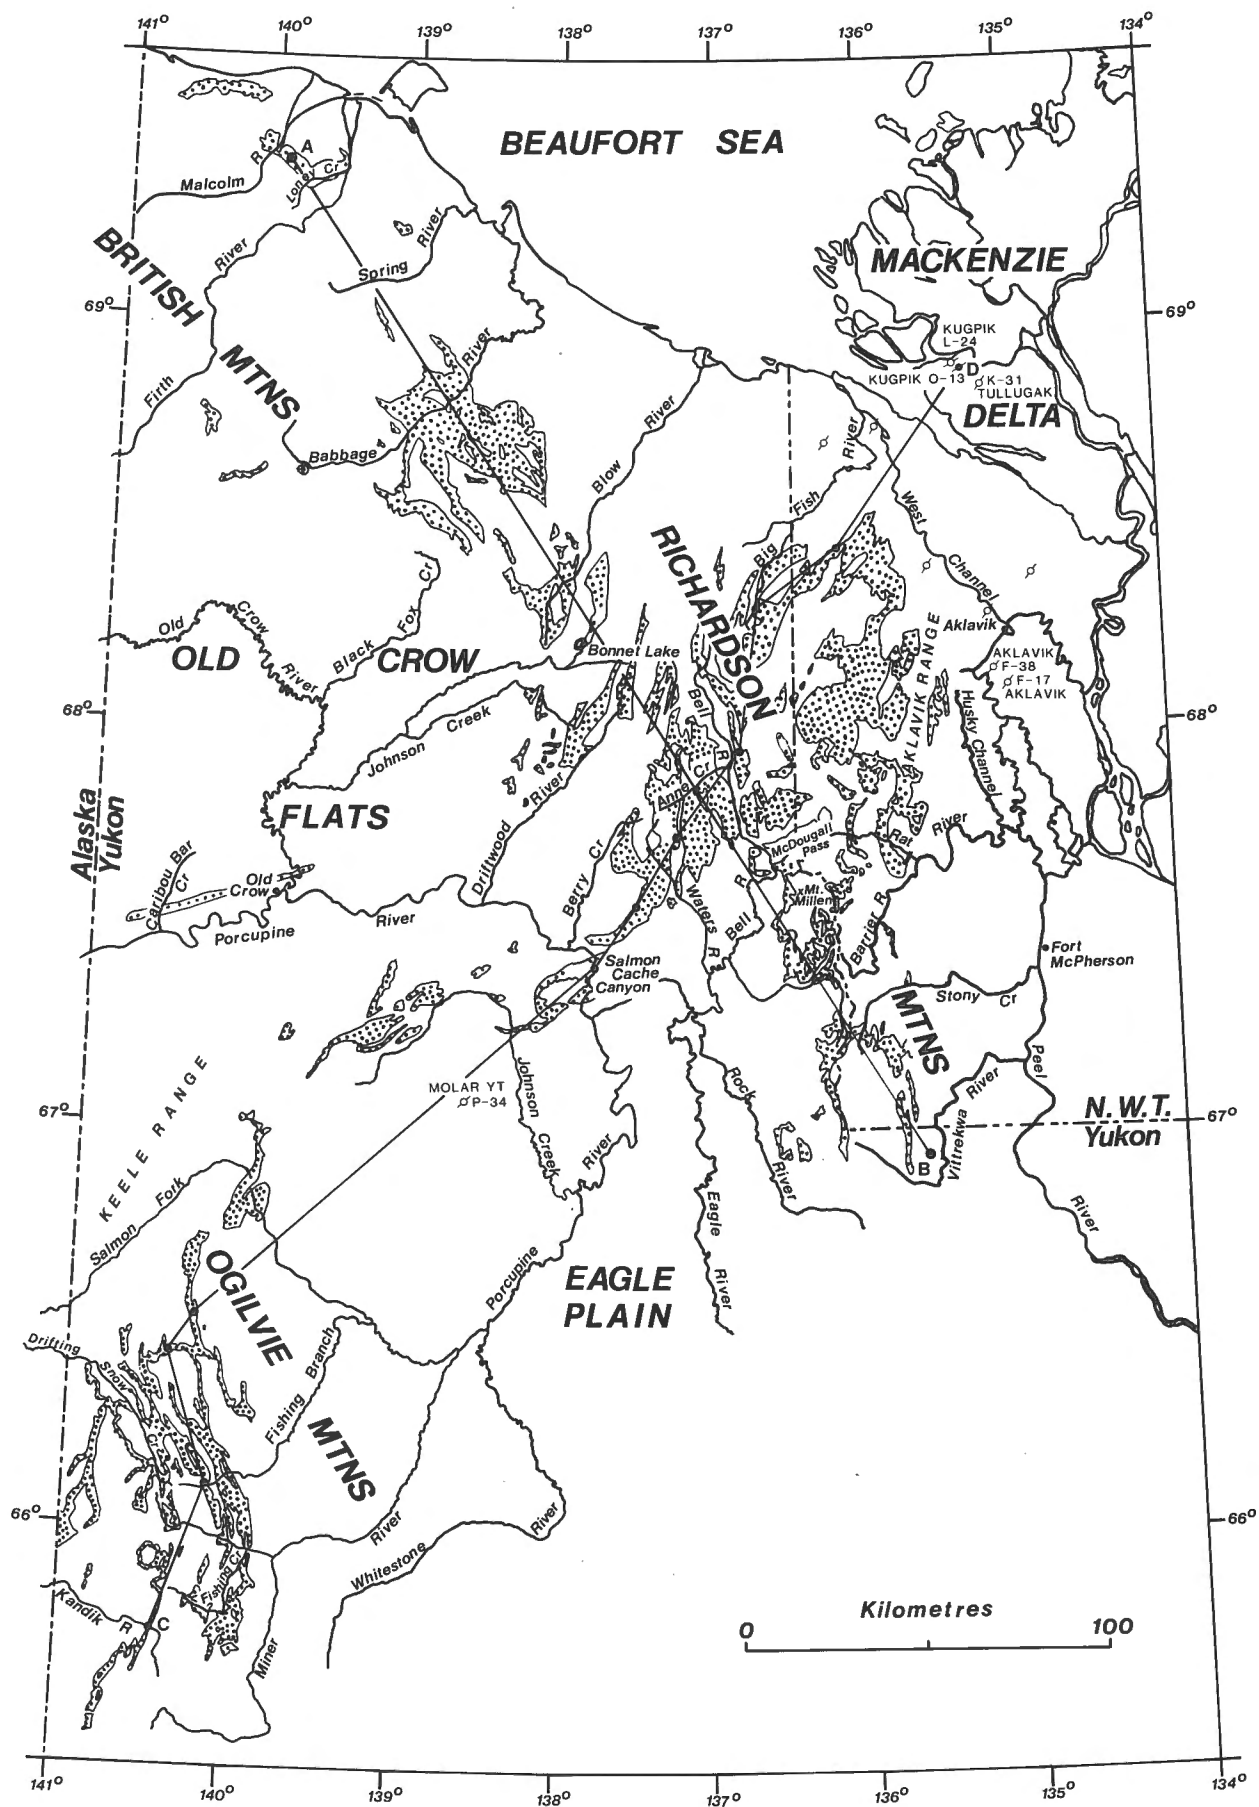 141° 140° 139° 138° 137° 136° 135° 134°
BEAUFORT SEA
A
R
Loney Cr
Malcolm
River
River
Spring
BRITISH
MTNS
MACKENZIE
DELTA
69°
69°
KUGPIK
L-24
D
KUGPIK O-13
K-31
TULLUGAK
River
Firth
Babbage
River
Blow
River
Fish
Big
West
Channel
RICHARDSON
MTNS
Old
Crow
River
Black Fox Cr
OLD CROW
FLATS
Bonnet Lake
Aklavik
AKLAVIK
F-38
F-17
AKLAVIK
AKLAVIK RANGE
Husky Channel
68°
68°
Johnson Creek
Bell
R
Anne Cr
Driftwood
River
Alaska
Yukon
McDougall
Pass
Rat
River
Caribou Bar
Cr
Old
Crow
Berry Cr
Waters
R
Bell
R
xMt.
Millen
Barrier R
Porcupine
River
Fort
McPherson
Salmon
Cache
Canyon
Stony Cr
Peel
River
KEELE RANGE
MOLAR YT
P-34
Johnson
Creek
River
Rock
River
67°
67°
N.W.T.
Yukon
River
Vittrekwa
B
Salmon Fork
Eagle
River
OGILVIE
MTNS
Porcupine
EAGLE
PLAIN
Drifting
Snow
Fishing Branch
66°
66°
River
River
Whitestone
Fishing Cr
Kandik
R
C
Miner
Kilometres
0 100
141° 140° 139° 138° 137° 136° 135° 134°